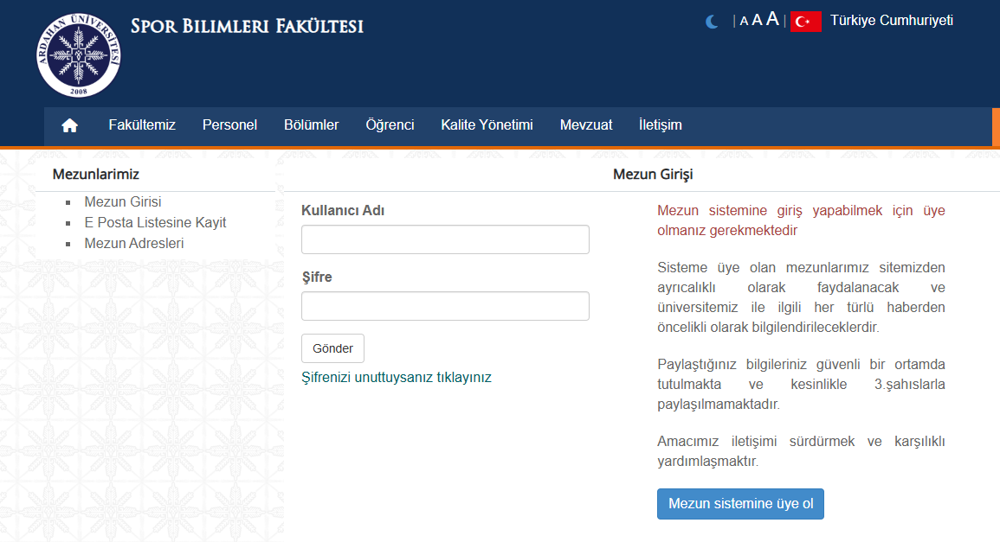 ARDAHAN ÜNİVERSİTESİ
2008
SPOR BILIMLERI FAKÜLTESI
| A A A |
Türkiye Cumhuriyeti
Fakültemiz Personel Bölümler Öğrenci Kalite Yönetimi Mevzuat İletişim
Mezunlarimiz
Mezun Girisi
E Posta Listesine Kayit
Mezun Adresleri
Kullanıcı Adı
Şifre
Gönder
Şifrenizi unuttuysanız tıklayınız
Mezun Girişi
Mezun sistemine giriş yapabilmek için üye
olmanız gerekmektedir
Sisteme üye olan mezunlarımız sitemizden
ayrıcalıklı olarak faydalanacak ve
üniversitemiz ile ilgili her türlü haberden
öncelikli olarak bilgilendirileceklerdir.
Paylaştığınız bilgileriniz güvenli bir ortamda
tutulmakta ve kesinlikle 3.şahıslarla
paylaşılmamaktadır.
Amacımız iletişimi sürdürmek ve karşılıklı
yardımlaşmaktır.
Mezun sistemine üye ol